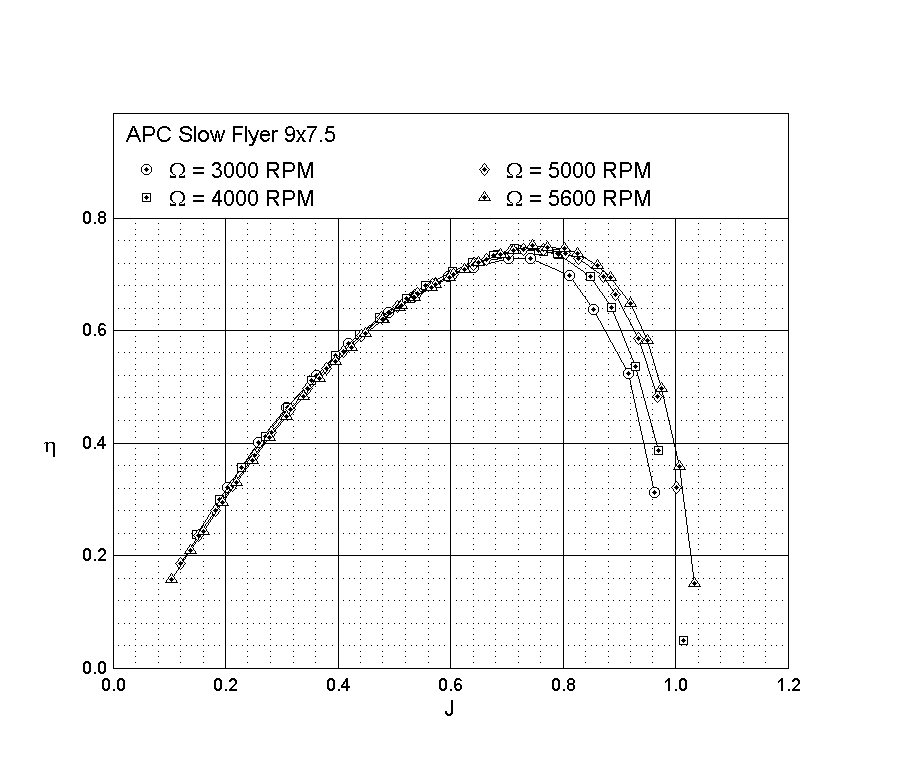 APC Slow Flyer 9x7.5
Ω = 3000 RPM
Ω = 5000 RPM
Ω = 4000 RPM
Ω = 5600 RPM
0.8
0.6
0.4
η
0.2
0.0
0.0 0.2 0.4 0.6 0.8 1.0 1.2
J